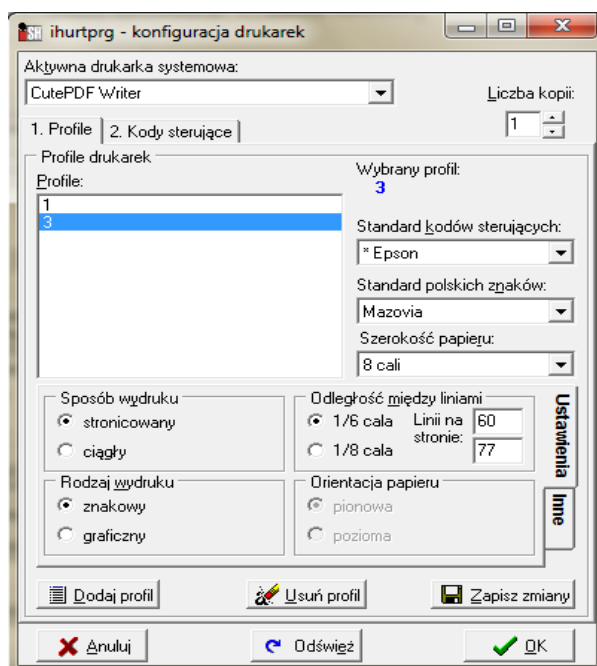 ihurtprg - konfiguracja drukarek
Aktywna drukarka systemowa:
CutePDF Writer
Liczba kopii:
1
1. Profile
2. Kody sterujące
Profile drukarek
Profile:
1
3
Wybrany profil:
3
Standard kodów sterujących:
* Epson
Standard polskich znaków:
Mazovia
Szerokość papieru:
8 cali
Sposób wydruku
stronicowany
ciągły
Odległość między liniami
1/6 cala
1/8 cala
Linii na
stronie:
60
77
Rodzaj wydruku
znakowy
graficzny
Orientacja papieru
pionowa
pozioma
Ustawienia
Inne
Dodaj profil
Usuń profil
Zapisz zmiany
Anuluj
Odśwież
OK